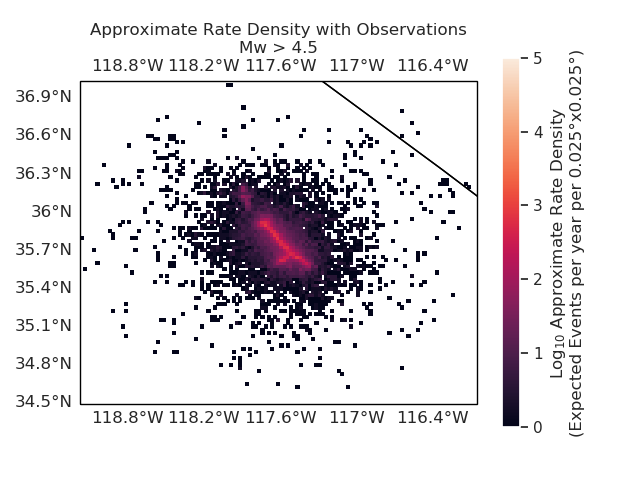 Approximate Rate Density with Observations
Mw > 4.5
118.8°W 118.2°W 117.6°W 117°W 116.4°W
36.9°N
36.6°N
36.3°N
36°N
35.7°N
35.4°N
35.1°N
34.8°N
34.5°N
118.8°W 118.2°W 117.6°W 117°W 116.4°W
5
4
3
2
1
0
Log₁₀ Approximate Rate Density
(Expected Events per year per 0.025°x0.025°)